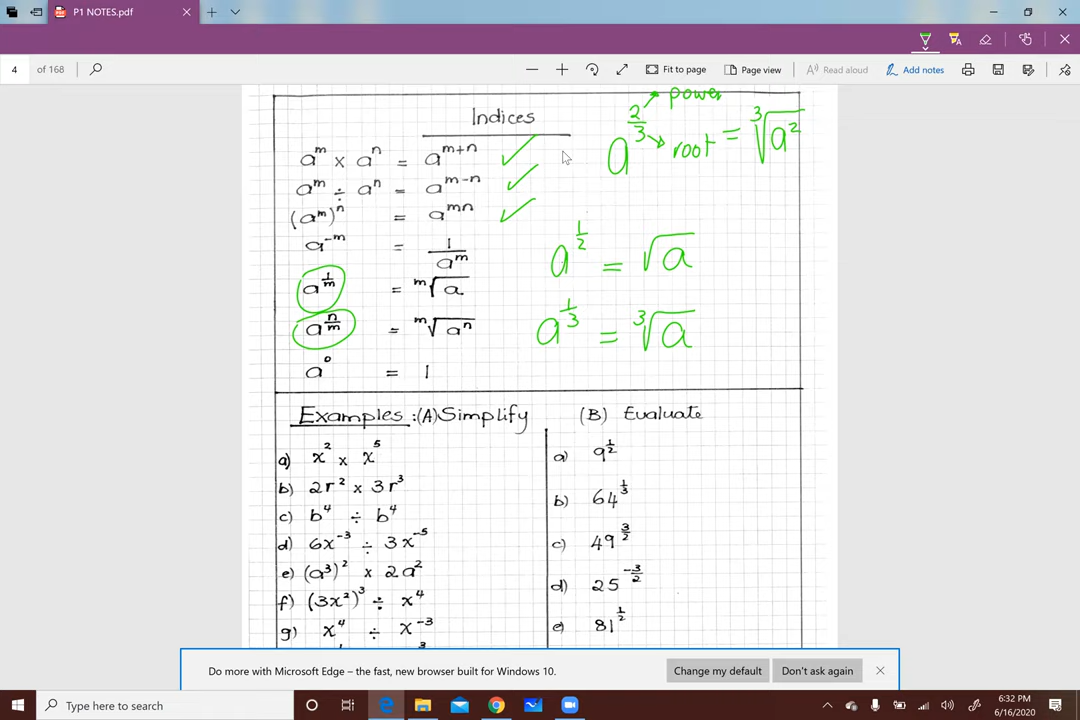 P1 NOTES.pdf
4 of 168
Fit to page
Page view
Read aloud
Add notes
Indices
a^m × a^n = a^{m+n}
a^m ÷ a^n = a^{m-n}
(a^m)^n = a^{mn}
a^{-m} = 1/a^m
a^{1/m} = ᵐ√a
a^{n/m} = ᵐ√a^n
a^0 = 1
power
a^{2/3} = ³√a²
root
a^{1/2} = √a
a^{1/3} = ³√a
Examples :(A) Simplify
a) x² × x⁵
b) 2r² × 3r³
c) b⁴ ÷ b⁴
d) 6x⁻³ ÷ 3x⁻⁵
e) (a³)² × 2a²
f) (3x²)³ ÷ x⁴
g) x⁴ ÷ x⁻³
(B) Evaluate
a) 9^{1/2}
b) 64^{1/3}
c) 49^{3/2}
d) 25^{-3/2}
e) 81^{1/2}
Do more with Microsoft Edge – the fast, new browser built for Windows 10.
Change my default
Don't ask again
Type here to search
6:32 PM
6/16/2020